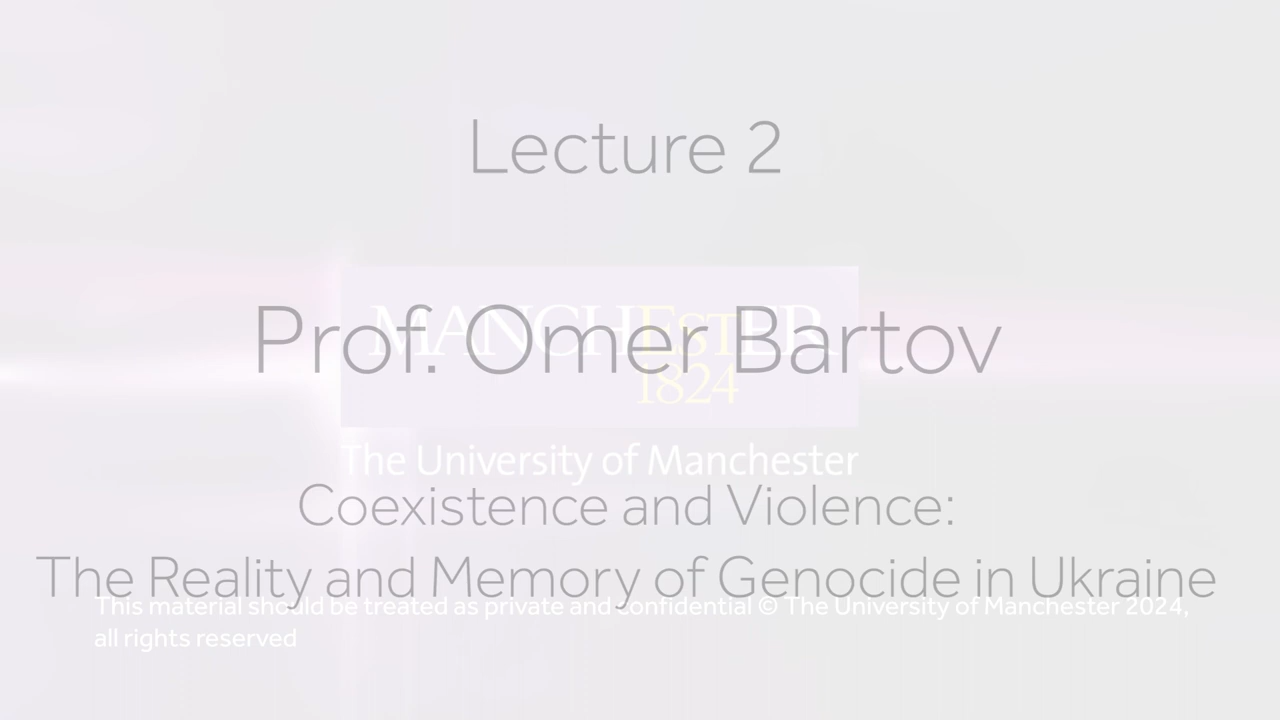 Lecture 2
MANCHEsTER
1824
Prof. Omer Bartov
The University of Manchester
Coexistence and Violence:
The Reality and Memory of Genocide in Ukraine
This material should be treated as private and confidential © The University of Manchester 2024,
all rights reserved